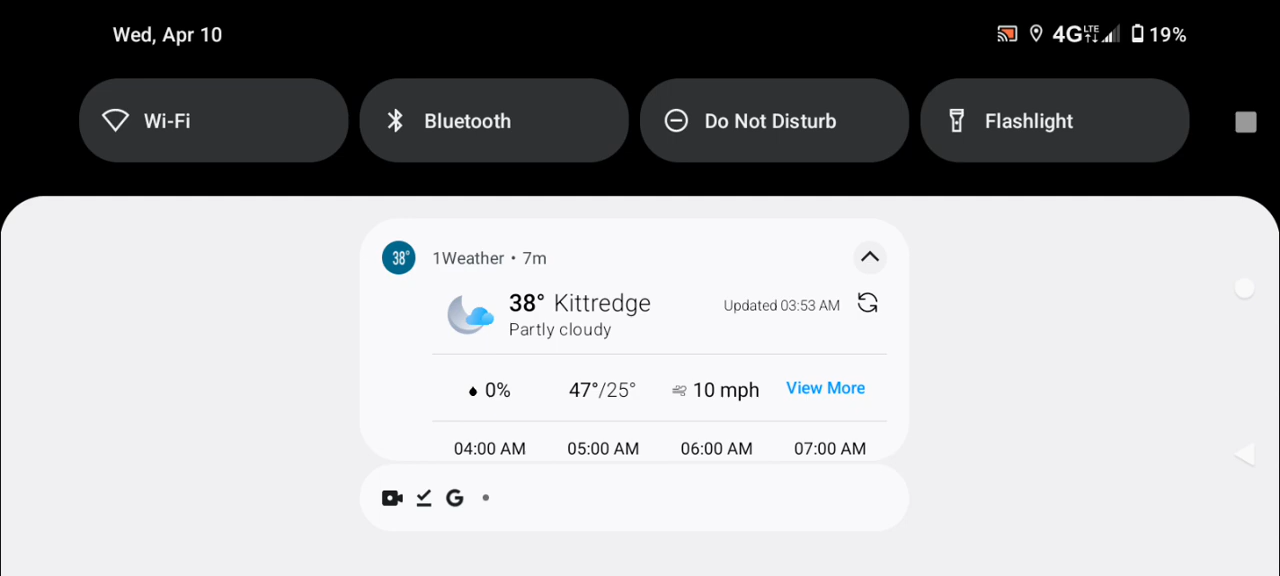 Wed, Apr 10 4G LTE 19%
Wi-Fi Bluetooth Do Not Disturb Flashlight
38° 1Weather • 7m
38° Kittredge Updated 03:53 AM
Partly cloudy
0% 47°/25° 10 mph View More
04:00 AM 05:00 AM 06:00 AM 07:00 AM
G